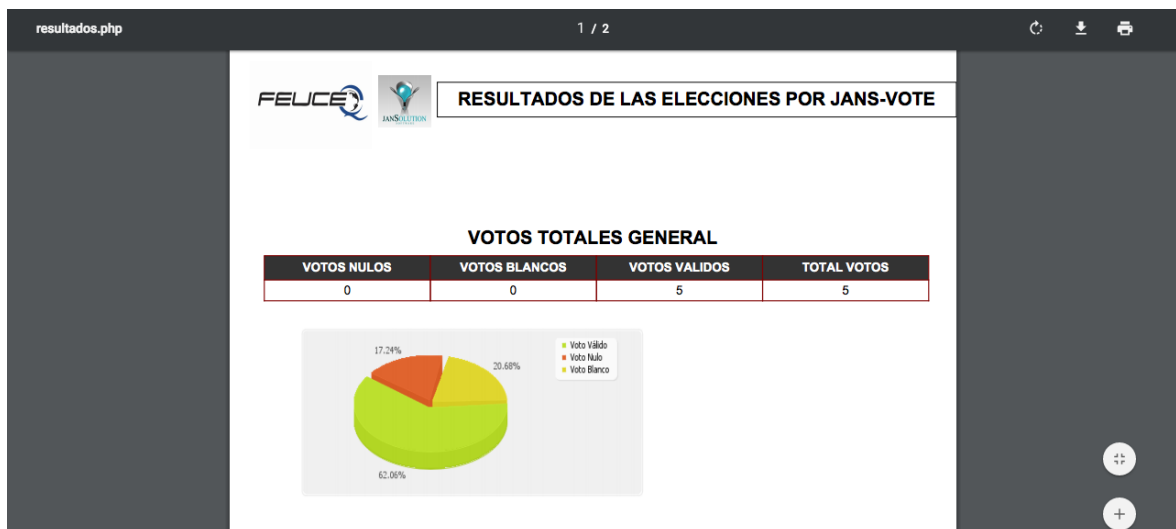 resultados.php
1 / 2
FEUCE Q
JANSOLUTION
RESULTADOS DE LAS ELECCIONES POR JANS-VOTE
VOTOS TOTALES GENERAL
VOTOS NULOS VOTOS BLANCOS VOTOS VALIDOS TOTAL VOTOS
0 0 5 5
17.24%
20.68%
62.06%
Voto Válido
Voto Nulo
Voto Blanco